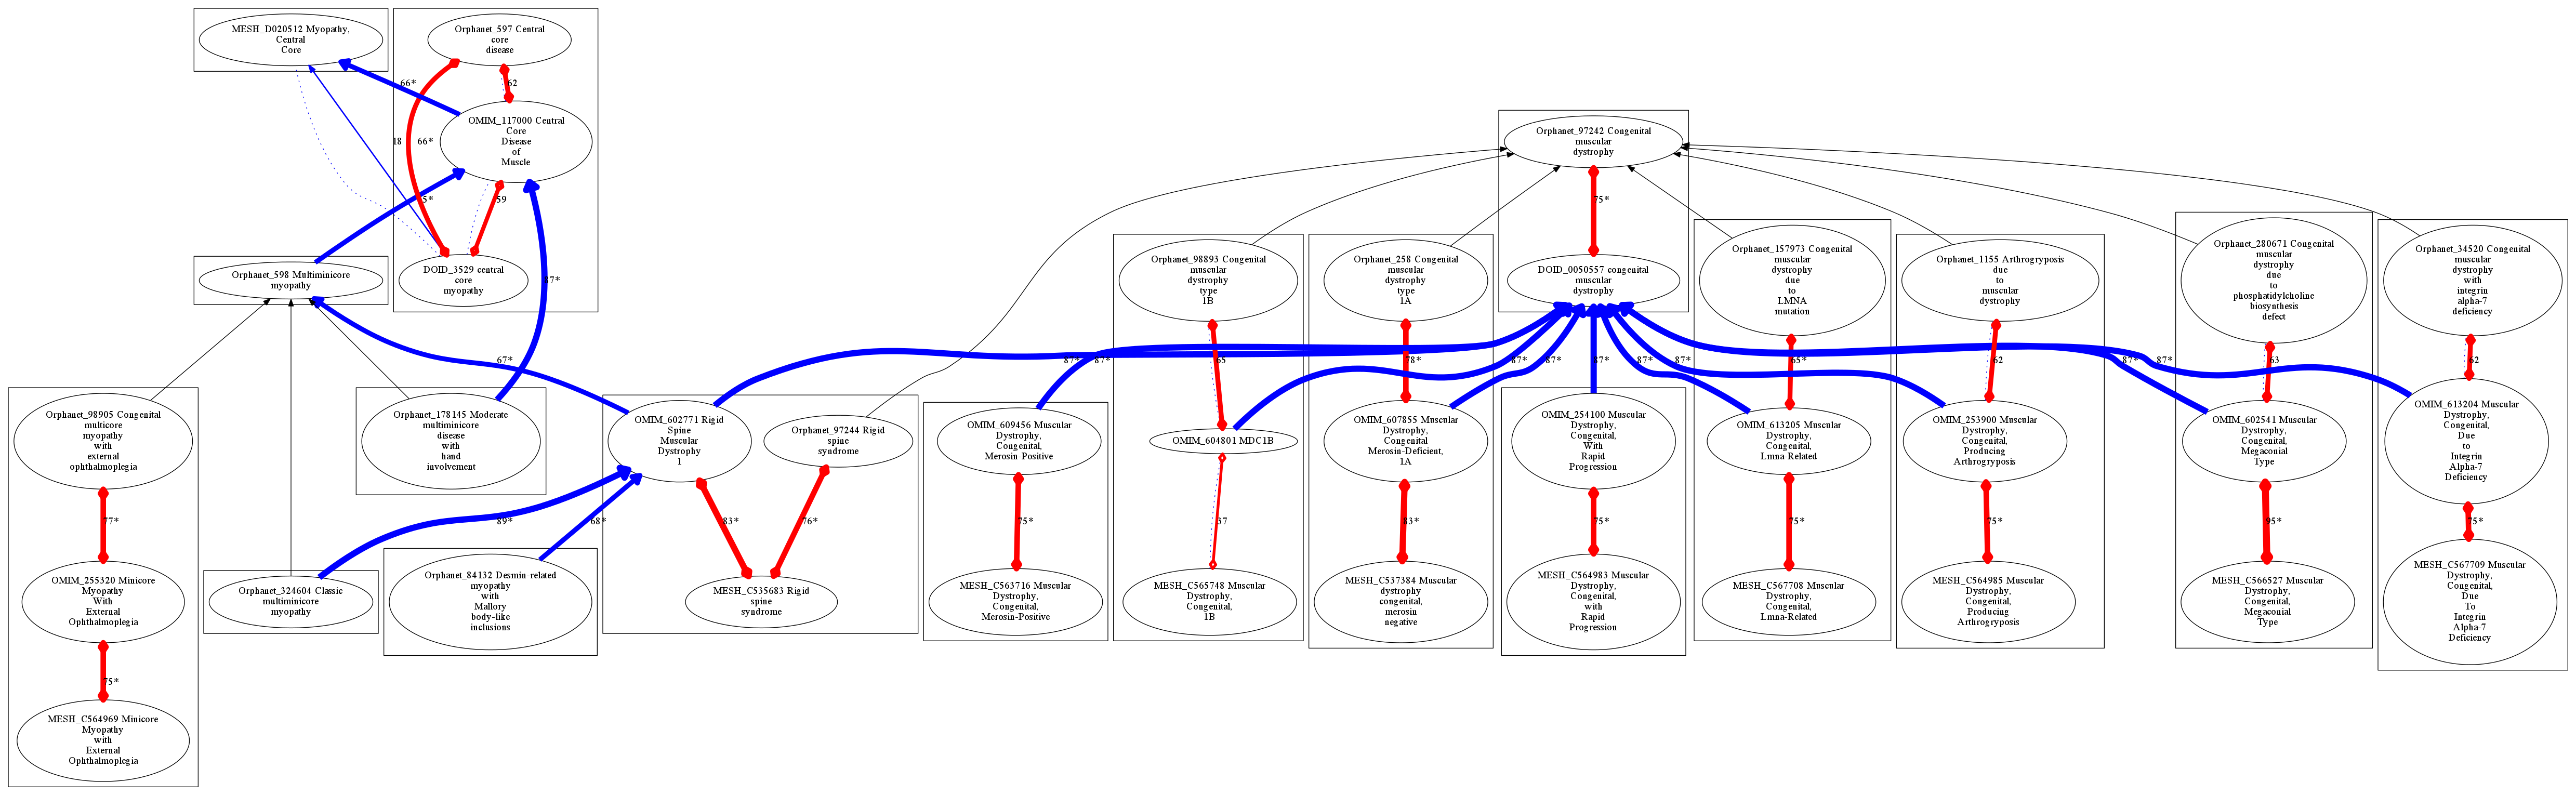 MESH_D020512 Myopathy,
Central
Core
Orphanet_597 Central
core
disease
66*
62
OMIM_117000 Central
Core
Disease
of
Muscle
18
66*
59
DOID_3529 central
core
myopathy
Orphanet_598 Multiminicore
myopathy
87*
67*
Orphanet_97242 Congenital
muscular
dystrophy
75*
DOID_0050557 congenital
muscular
dystrophy
Orphanet_98893 Congenital
muscular
dystrophy
type
1B
Orphanet_258 Congenital
muscular
dystrophy
type
1A
Orphanet_157973 Congenital
muscular
dystrophy
due
to
LMNA
mutation
Orphanet_1155 Arthrogryposis
due
to
muscular
dystrophy
Orphanet_280671 Congenital
muscular
dystrophy
due
to
phosphatidylcholine
biosynthesis
defect
Orphanet_34520 Congenital
muscular
dystrophy
with
integrin
alpha-7
deficiency
87*
87*
65
87*
78*
87*
87*
87*
65*
87*
62
87*
63
87*
62
Orphanet_98905 Congenital
multicore
myopathy
with
external
ophthalmoplegia
Orphanet_178145 Moderate
multiminicore
disease
with
hand
involvement
OMIM_602771 Rigid
Spine
Muscular
Dystrophy
1
Orphanet_97244 Rigid
spine
syndrome
OMIM_609456 Muscular
Dystrophy,
Congenital,
Merosin-Positive
OMIM_604801 MDC1B
OMIM_607855 Muscular
Dystrophy,
Congenital
Merosin-Deficient,
1A
OMIM_254100 Muscular
Dystrophy,
Congenital,
With
Rapid
Progression
OMIM_613205 Muscular
Dystrophy,
Congenital,
Lmna-Related
OMIM_253900 Muscular
Dystrophy,
Congenital,
Producing
Arthrogryposis
OMIM_602541 Muscular
Dystrophy,
Congenital,
Megaconial
Type
OMIM_613204 Muscular
Dystrophy,
Congenital,
Due
to
Integrin
Alpha-7
Deficiency
77*
89*
68*
83*
76*
75*
37
83*
75*
75*
75*
95*
75*
OMIM_255320 Minicore
Myopathy
With
External
Ophthalmoplegia
Orphanet_324604 Classic
multiminicore
myopathy
Orphanet_84132 Desmin-related
myopathy
with
Mallory
body-like
inclusions
MESH_C535683 Rigid
spine
syndrome
MESH_C563716 Muscular
Dystrophy,
Congenital,
Merosin-Positive
MESH_C565748 Muscular
Dystrophy,
Congenital,
1B
MESH_C537384 Muscular
dystrophy
congenital,
merosin
negative
MESH_C564983 Muscular
Dystrophy,
Congenital,
with
Rapid
Progression
MESH_C567708 Muscular
Dystrophy,
Congenital,
Lmna-Related
MESH_C564985 Muscular
Dystrophy,
Congenital,
Producing
Arthrogryposis
MESH_C566527 Muscular
Dystrophy,
Congenital,
Megaconial
Type
MESH_C567709 Muscular
Dystrophy,
Congenital,
Due
To
Integrin
Alpha-7
Deficiency
75*
MESH_C564969 Minicore
Myopathy
with
External
Ophthalmoplegia